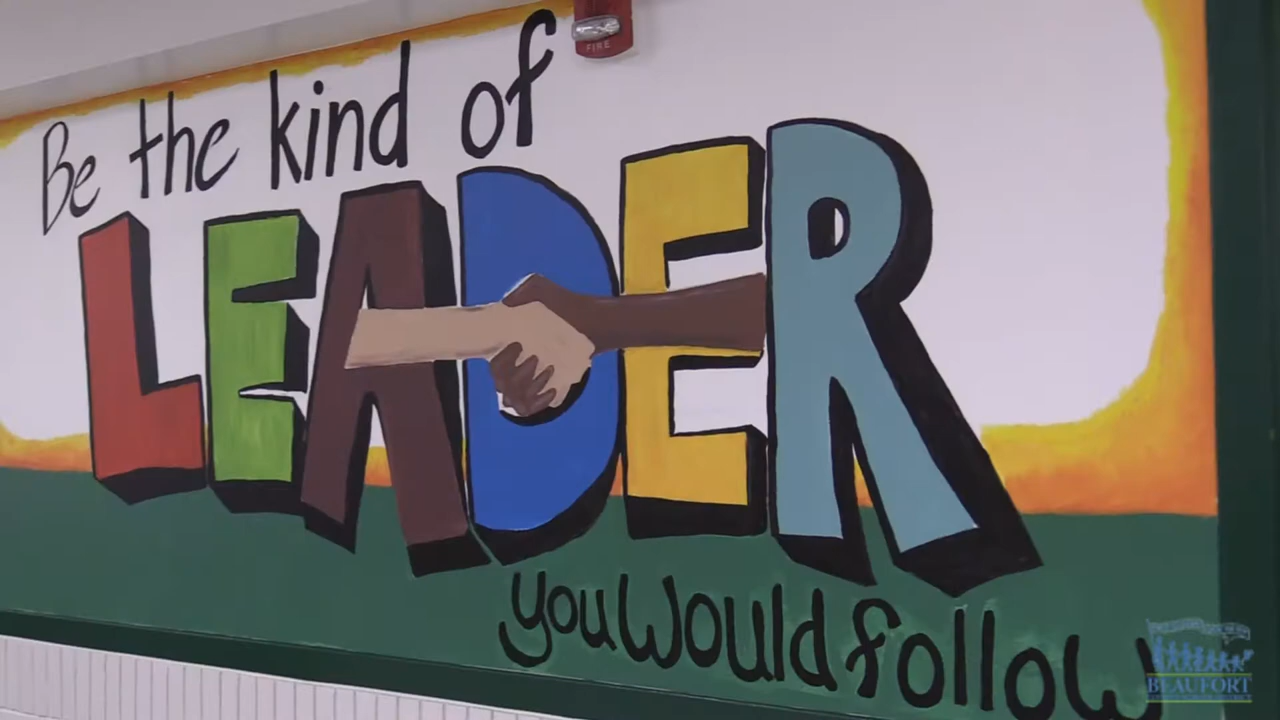 FIRE
Be the kind of
LEADER
you Would follow
BEAUFORT